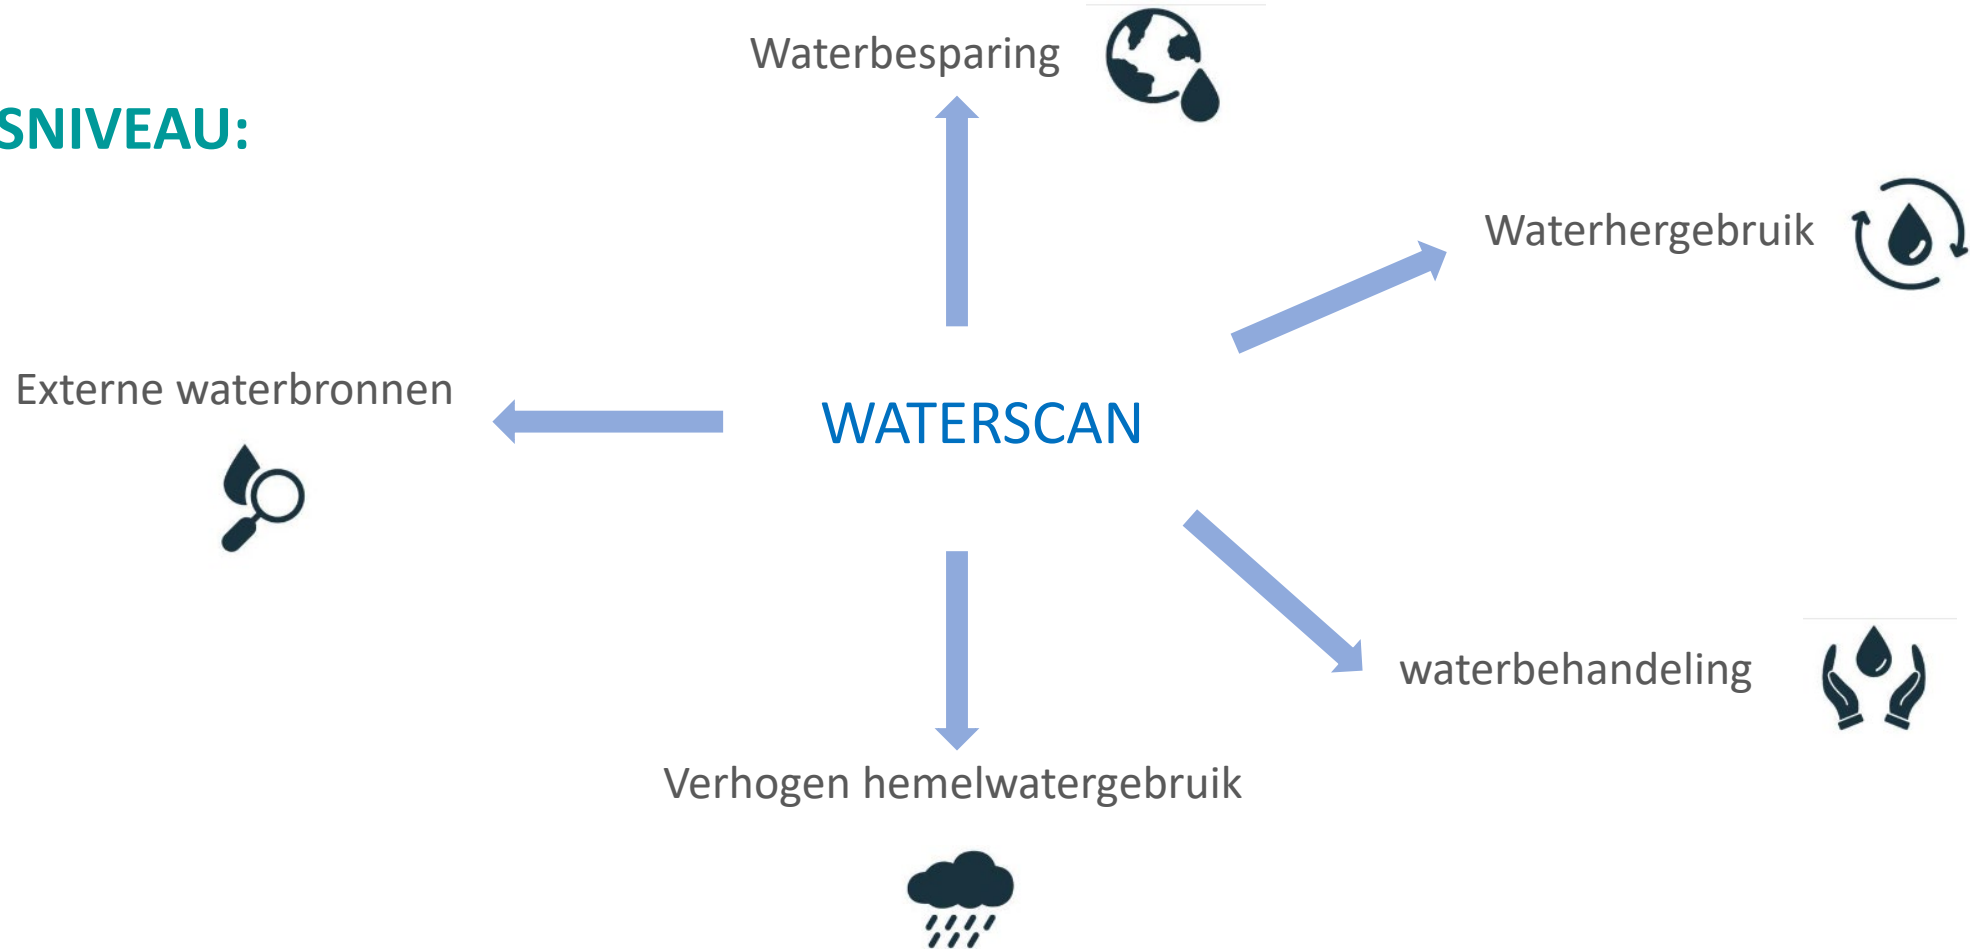 Waterbesparing
SNIVEAU:
Waterhergebruik
Externe waterbronnen
WATERSCAN
waterbehandeling
Verhogen hemelwatergebruik